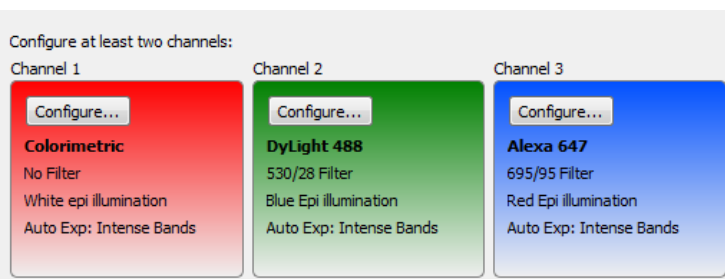 Configure at least two channels:
Channel 1
Channel 2
Channel 3
Configure...
Colorimetric
No Filter
White epi illumination
Auto Exp: Intense Bands
Configure...
DyLight 488
530/28 Filter
Blue Epi illumination
Auto Exp: Intense Bands
Configure...
Alexa 647
695/95 Filter
Red Epi illumination
Auto Exp: Intense Bands